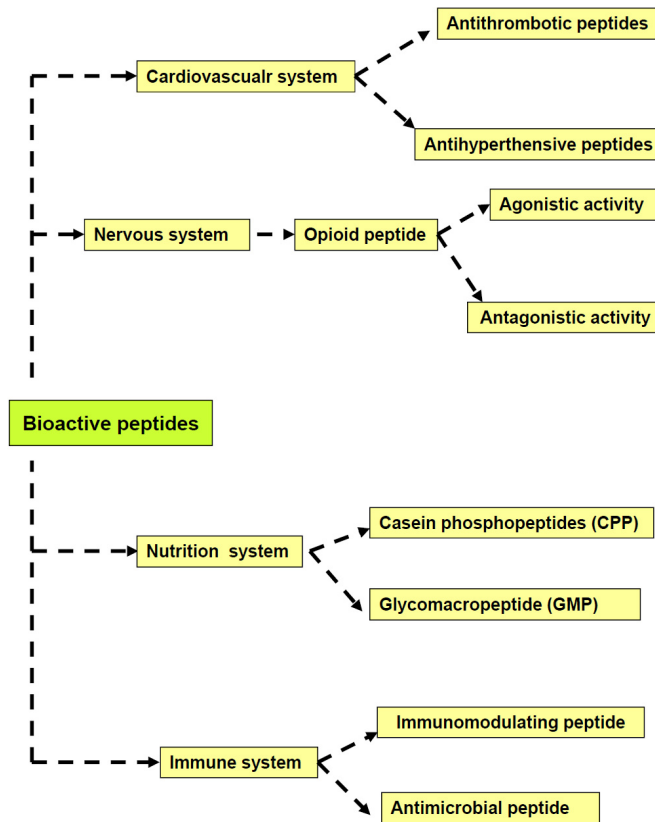 Antithrombotic peptides
Cardiovascualr system
Antihyperthensive peptides
Agonistic activity
Nervous system
Opioid peptide
Antagonistic activity
Bioactive peptides
Casein phosphopeptides (CPP)
Nutrition system
Glycomacropeptide (GMP)
Immunomodulating peptide
Immune system
Antimicrobial peptide